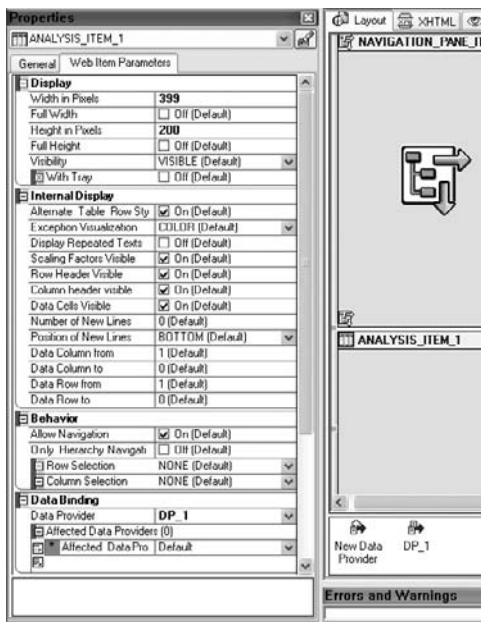 Properties
ANALYSIS_ITEM_1
General Web Item Parameters
Display
Width in Pixels 399
Full Width Off (Default)
Height in Pixels 200
Full Height Off (Default)
Visibility VISIBLE (Default)
With Tray Off (Default)
Internal Display
Alternate Table Row Sty On (Default)
Exception Visualization COLOR (Default)
Display Repeated Texts Off (Default)
Scaling Factors Visible On (Default)
Row Header Visible On (Default)
Column header visible On (Default)
Data Cells Visible On (Default)
Number of New Lines 0 (Default)
Position of New Lines BOTTOM (Default)
Data Column from 1 (Default)
Data Column to 0 (Default)
Data Row from 1 (Default)
Data Row to 0 (Default)
Behavior
Allow Navigation On (Default)
Only Hierarchy Navigati Off (Default)
Row Selection NONE (Default)
Column Selection NONE (Default)
Data Binding
Data Provider DP_1
Affected Data Providers (0)
* Affected Data Pro Default
Layout XHTML
NAVIGATION_PANE_I
ANALYSIS_ITEM_1
New Data Provider
DP_1
Errors and Warnings